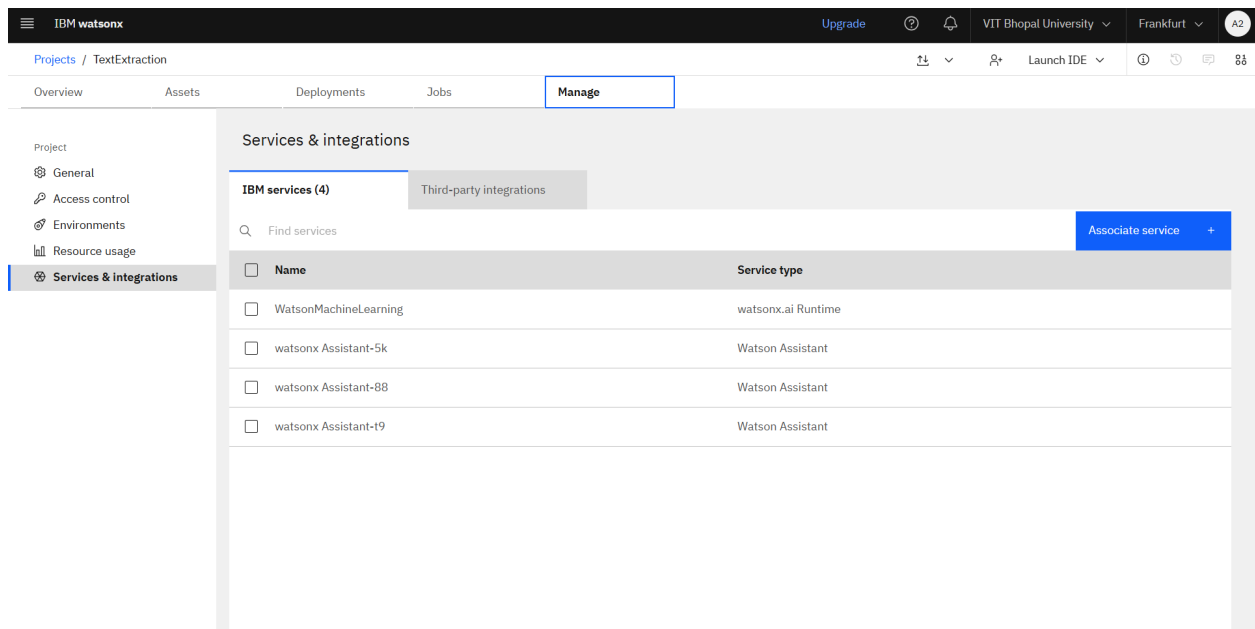 IBM watsonx Upgrade VIT Bhopal University Frankfurt A2
Projects / TextExtraction Launch IDE
Overview Assets Deployments Jobs Manage
Project
General
Access control
Environments
Resource usage
Services & integrations
Services & integrations
IBM services (4) Third-party integrations
Find services Associate service +
Name Service type
WatsonMachineLearning watsonx.ai Runtime
watsonx Assistant-5k Watson Assistant
watsonx Assistant-88 Watson Assistant
watsonx Assistant-t9 Watson Assistant